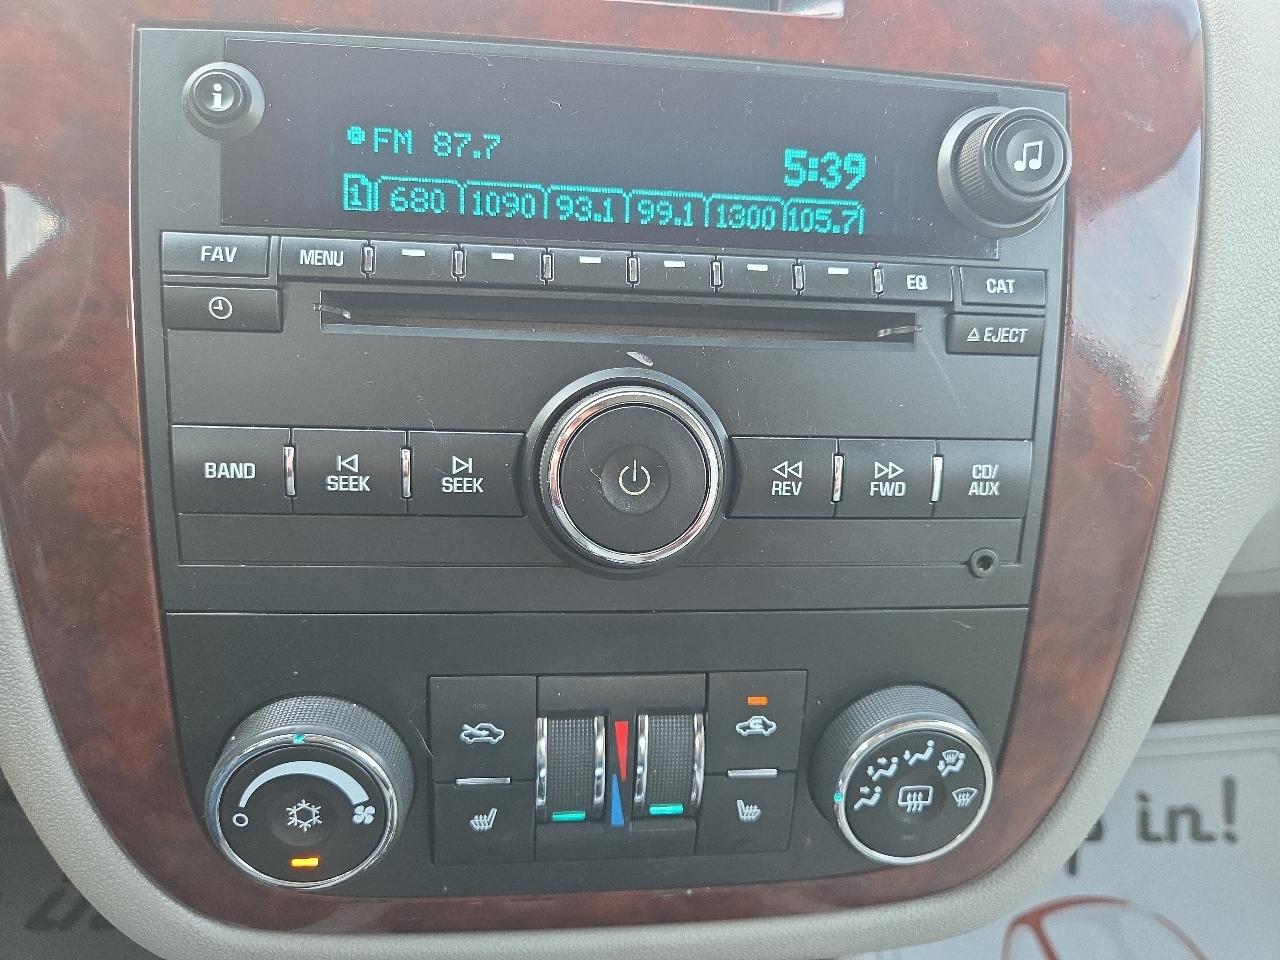 i
FM 87.7
5:39
1 680 1090 93.1 99.1 1300 105.7
FAV MENU EQ CAT
EJECT
BAND SEEK SEEK REV FWD CD/
AUX
in!